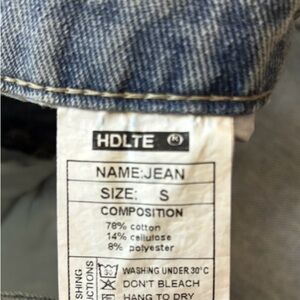 HDLTE ®
NAME:JEAN
SIZE: S
COMPOSITION
78% cotton
14% cellulose
8% polyester
WASHING UNDER 30°C
DON'T BLEACH
HANG TO DRY